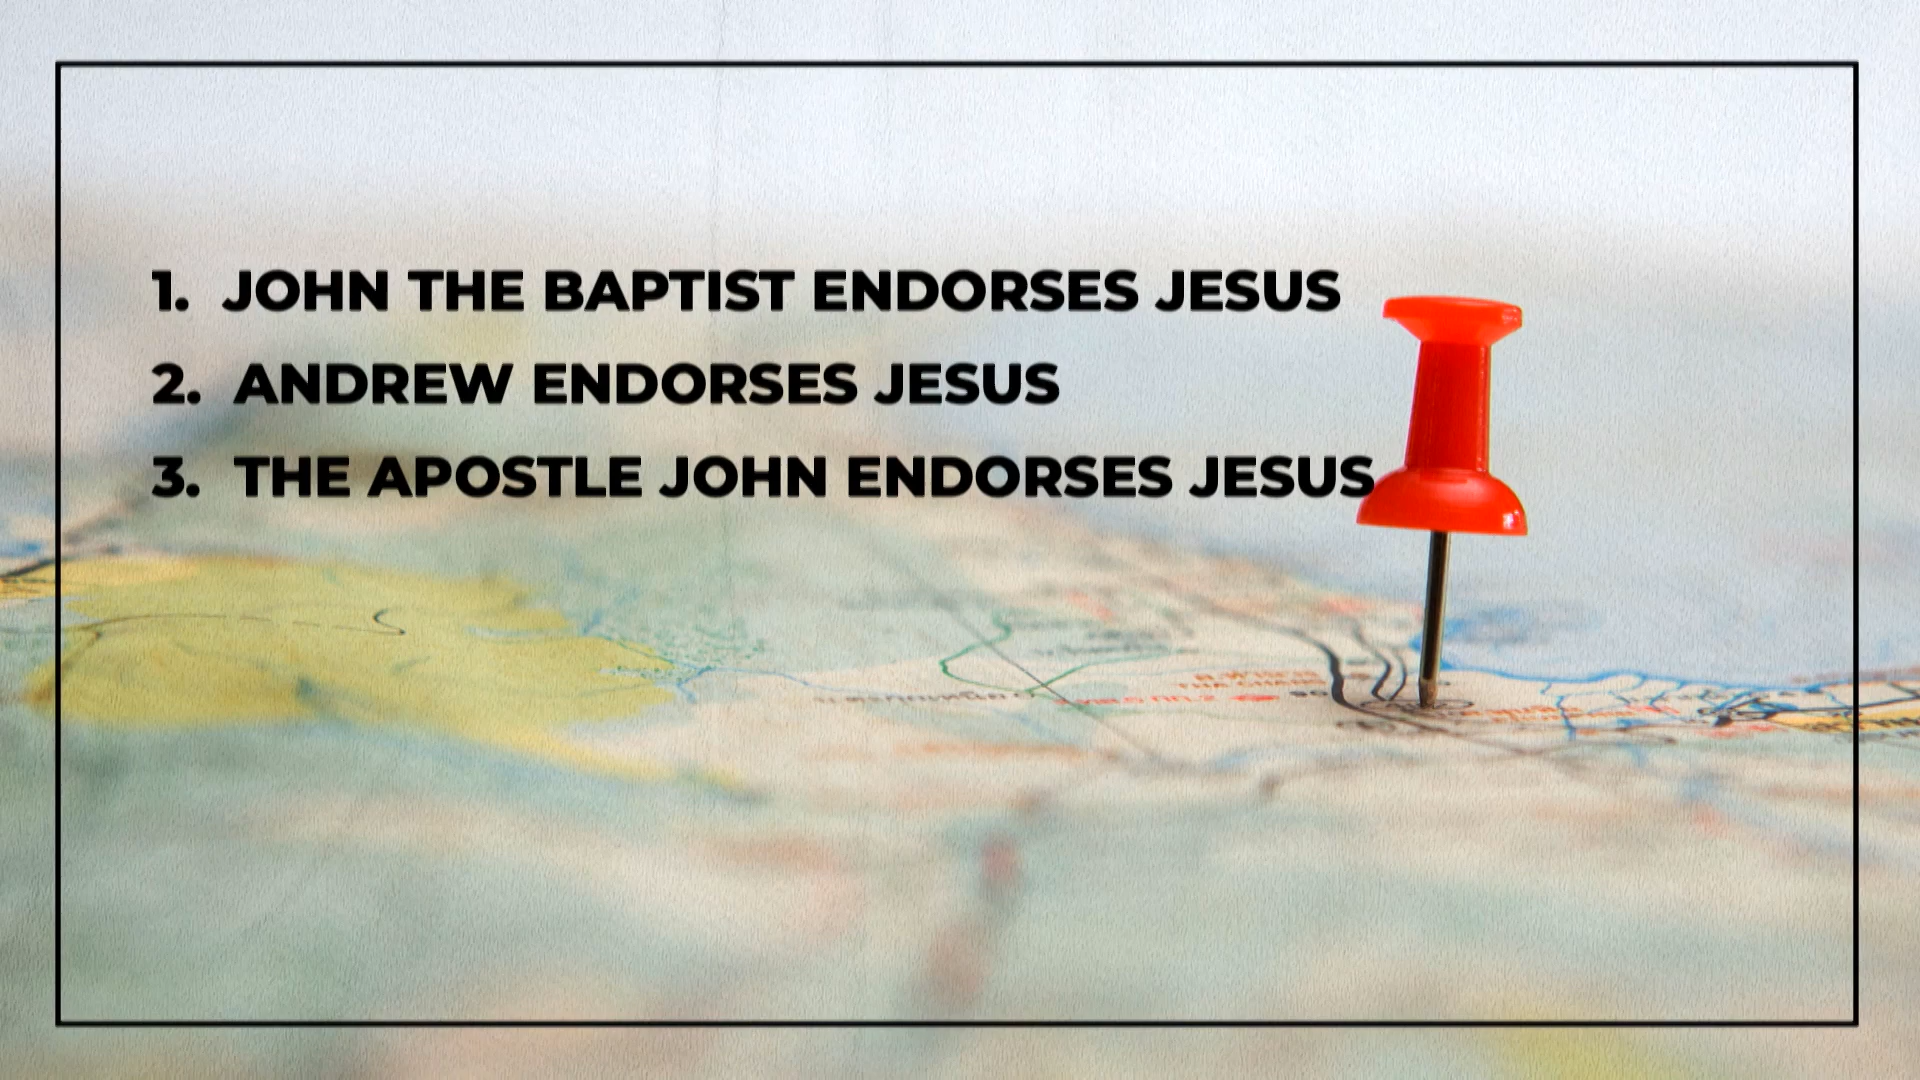 1. JOHN THE BAPTIST ENDORSES JESUS
2. ANDREW ENDORSES JESUS
3. THE APOSTLE JOHN ENDORSES JESUS